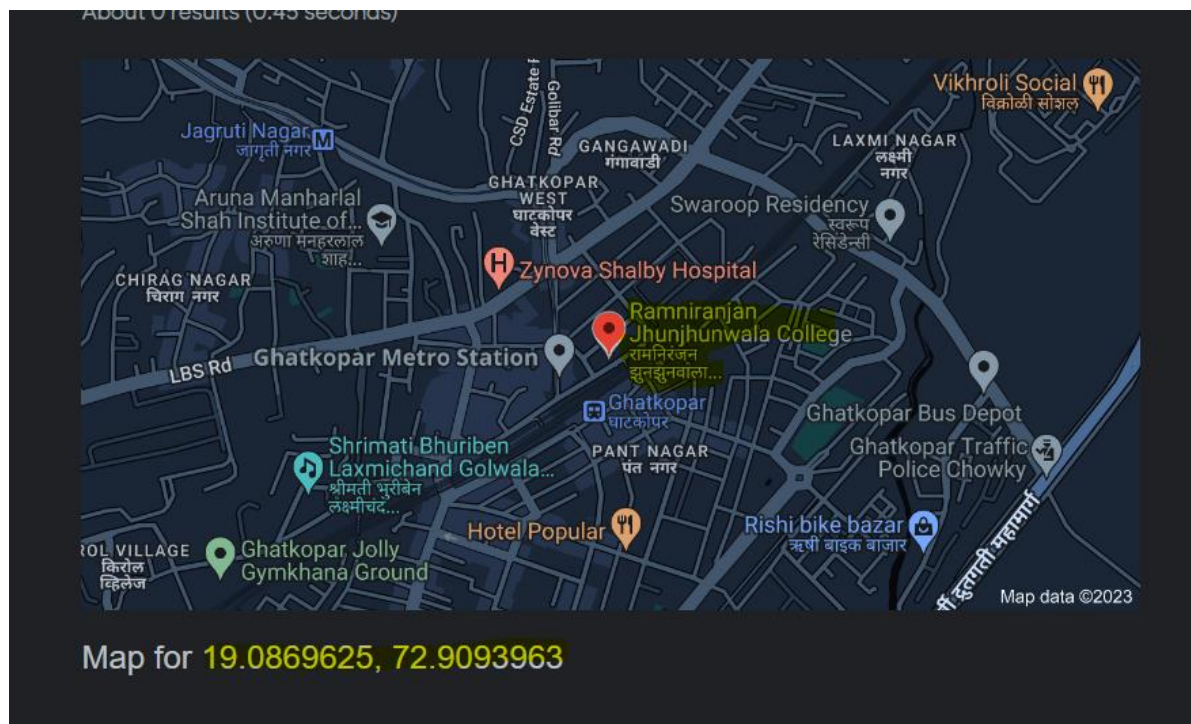 About 0 results (0.45 seconds)
Vikhroli Social
विक्रोळी सोशल
Jagruti Nagar
जागृती नगर
CSD Estate
Golibar Rd
GANGAWADI
गंगावाडी
LAXMI NAGAR
लक्ष्मी
नगर
Aruna Manharlal
Shah Institute of...
अरुणा मनहरलाल
शाह...
GHATKOPAR
WEST
घाटकोपर
वेस्ट
Swaroop Residency
स्वरूप
रेसिडेन्सी
H
Zynova Shalby Hospital
CHIRAG NAGAR
चिराग नगर
Ramniranjan
Jhunjhunwala College
रामनिरंजन
झुनझुनवाला...
Ghatkopar Metro Station
LBS Rd
Ghatkopar
घाटकोपर
Ghatkopar Bus Depot
Shrimati Bhuriben
Laxmichand Golwala...
श्रीमती भुरीबेन
लक्ष्मीचंद...
PANT NAGAR
पंत नगर
Ghatkopar Traffic
Police Chowky
Hotel Popular
Rishi bike bazar
ऋषी बाइक बाजार
ROL VILLAGE
किरोल
व्हिलेज
Ghatkopar Jolly
Gymkhana Ground
द्रुतगती महामार्ग
Map data ©2023
Map for 19.0869625, 72.9093963